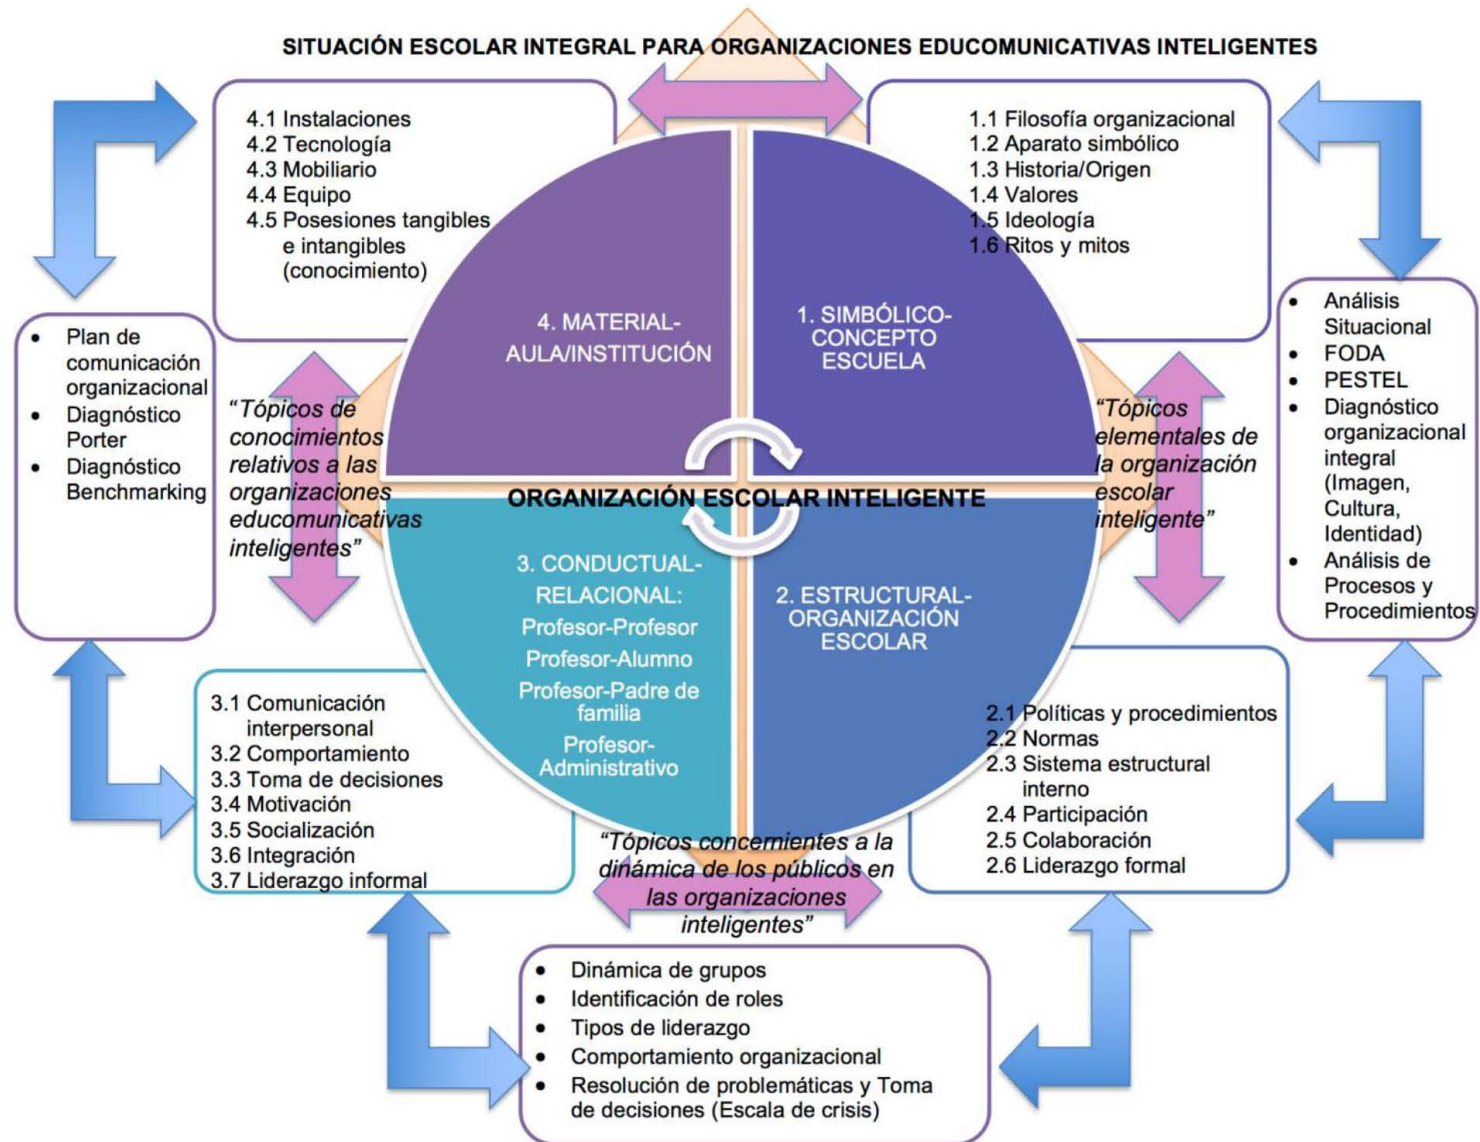 SITUACIÓN ESCOLAR INTEGRAL PARA ORGANIZACIONES EDUCOMUNICATIVAS INTELIGENTES
4.1 Instalaciones
4.2 Tecnología
4.3 Mobiliario
4.4 Equipo
4.5 Posesiones tangibles
e intangibles
(conocimiento)
1.1 Filosofía organizacional
1.2 Aparato simbólico
1.3 Historia/Origen
1.4 Valores
1.5 Ideología
1.6 Ritos y mitos
4. MATERIAL-
AULA/INSTITUCIÓN
1. SIMBÓLICO-
CONCEPTO
ESCUELA
• Plan de
comunicación
organizacional
• Diagnóstico
Porter
• Diagnóstico
Benchmarking
“Tópicos de
conocimientos
relativos a las
organizaciones
educomunicativas
inteligentes”
“Tópicos
elementales de
la organización
escolar
inteligente”
• Análisis
Situacional
• FODA
• PESTEL
• Diagnóstico
organizacional
integral
(Imagen,
Cultura,
Identidad)
• Análisis de
Procesos y
Procedimientos
ORGANIZACIÓN ESCOLAR INTELIGENTE
3. CONDUCTUAL-
RELACIONAL:
Profesor-Profesor
Profesor-Alumno
Profesor-Padre de
familia
Profesor-
Administrativo
2. ESTRUCTURAL-
ORGANIZACIÓN
ESCOLAR
3.1 Comunicación
interpersonal
3.2 Comportamiento
3.3 Toma de decisiones
3.4 Motivación
3.5 Socialización
3.6 Integración
3.7 Liderazgo informal
2.1 Políticas y procedimientos
2.2 Normas
2.3 Sistema estructural
interno
2.4 Participación
2.5 Colaboración
2.6 Liderazgo formal
“Tópicos concernientes a la
dinámica de los públicos en
las organizaciones
inteligentes”
• Dinámica de grupos
• Identificación de roles
• Tipos de liderazgo
• Comportamiento organizacional
• Resolución de problemáticas y Toma
de decisiones (Escala de crisis)